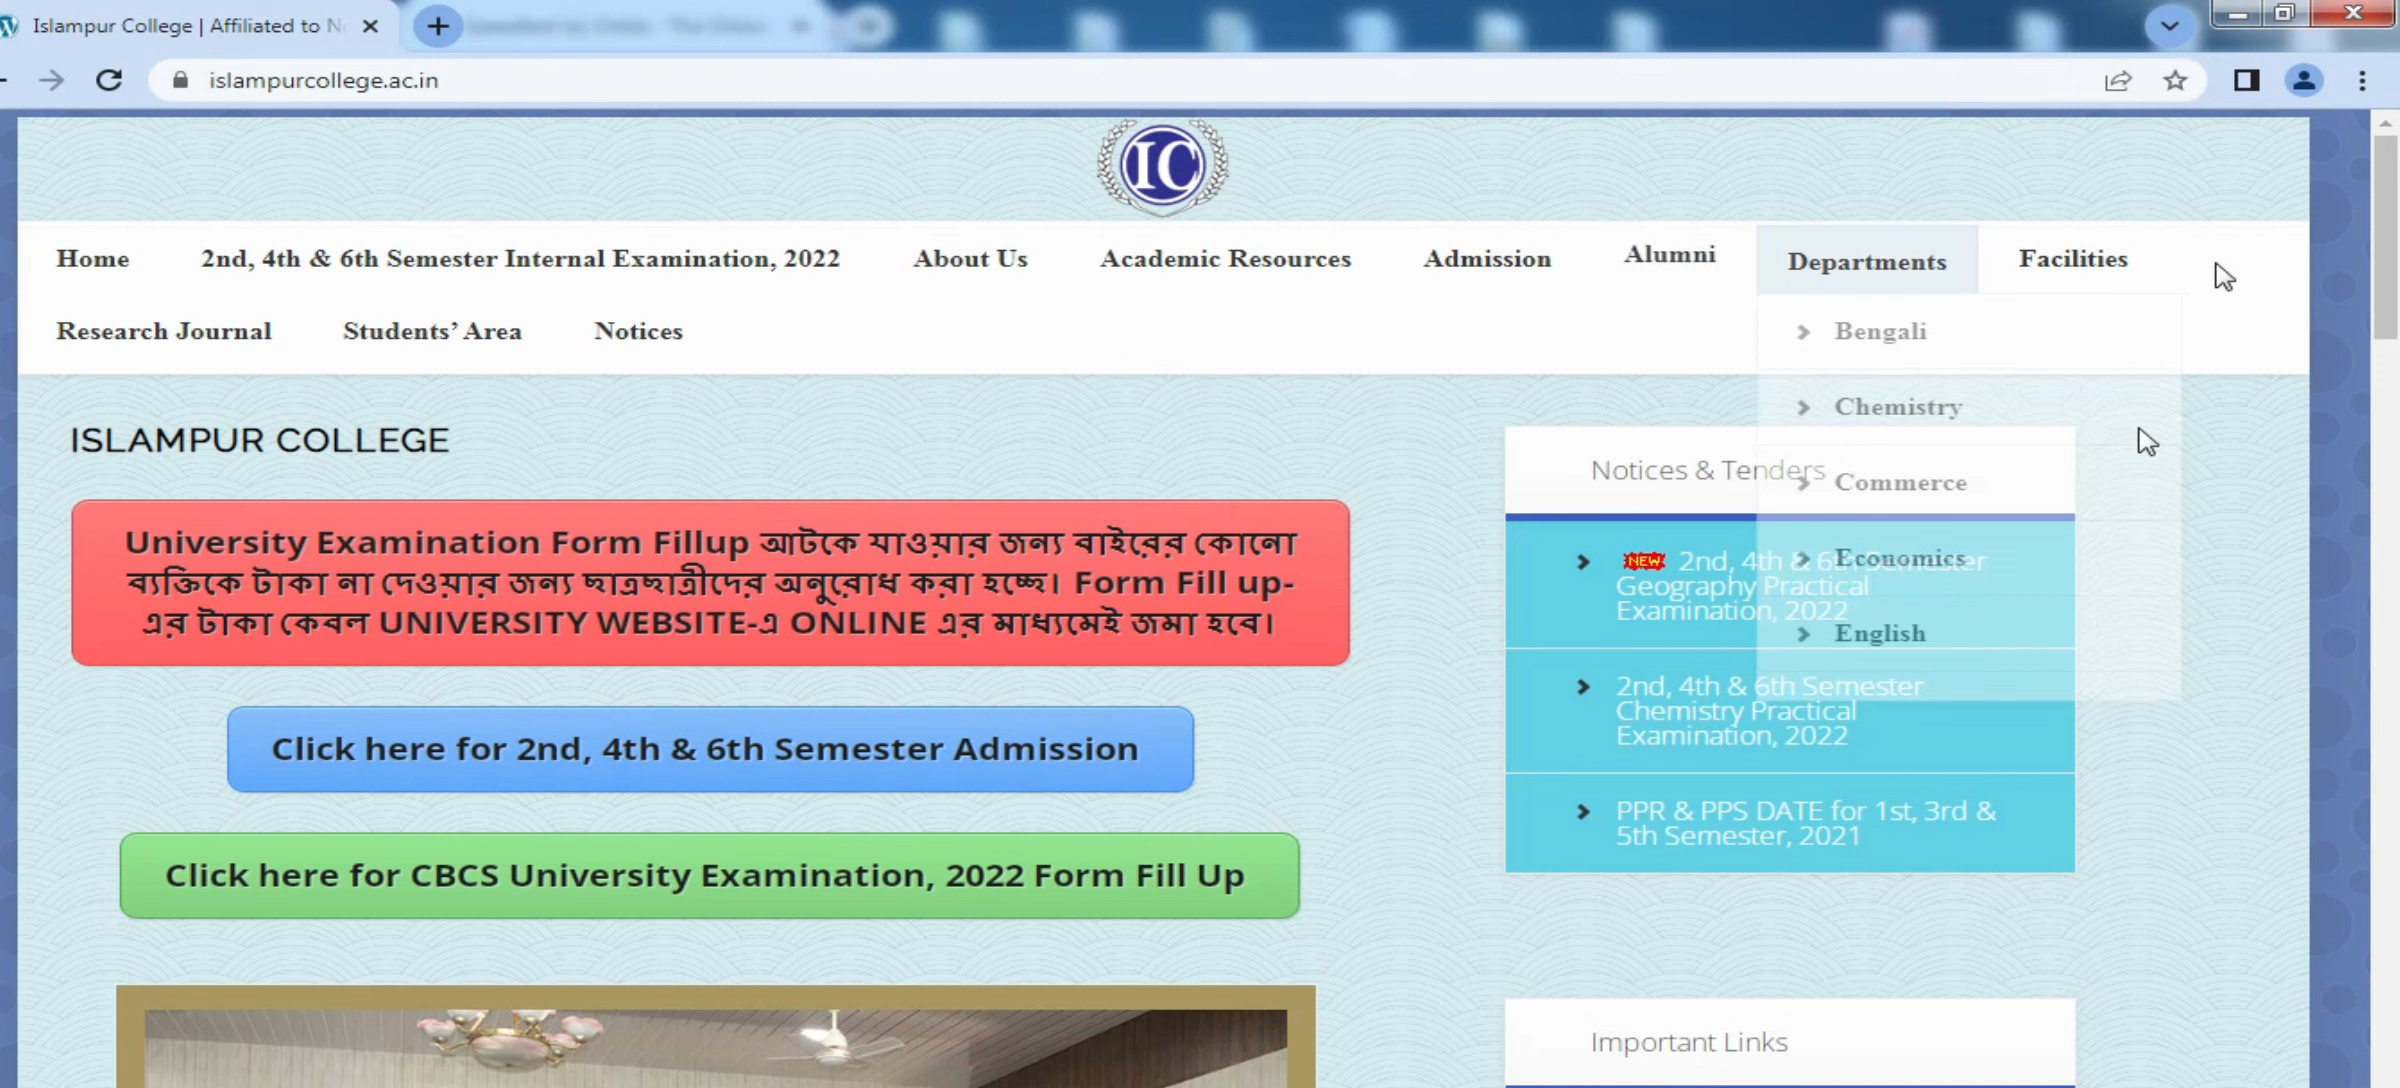 Islampur College | Affiliated to N
islampurcollege.ac.in
IC
Home 2nd, 4th & 6th Semester Internal Examination, 2022 About Us Academic Resources Admission Alumni Departments Facilities
Research Journal Students’ Area Notices
Bengali
Chemistry
Commerce
Economics
English
ISLAMPUR COLLEGE
University Examination Form Fillup আটকে যাওয়ার জন্য বাইরের কোনো
ব্যক্তিকে টাকা না দেওয়ার জন্য ছাত্রছাত্রীদের অনুরোধ করা হচ্ছে। Form Fill up-
এর টাকা কেবল UNIVERSITY WEBSITE-এ ONLINE এর মাধ্যমেই জমা হবে।
Click here for 2nd, 4th & 6th Semester Admission
Click here for CBCS University Examination, 2022 Form Fill Up
Notices & Tenders
NEW 2nd, 4th & 6th Semester
Geography Practical
Examination, 2022
2nd, 4th & 6th Semester
Chemistry Practical
Examination, 2022
PPR & PPS DATE for 1st, 3rd &
5th Semester, 2021
Important Links